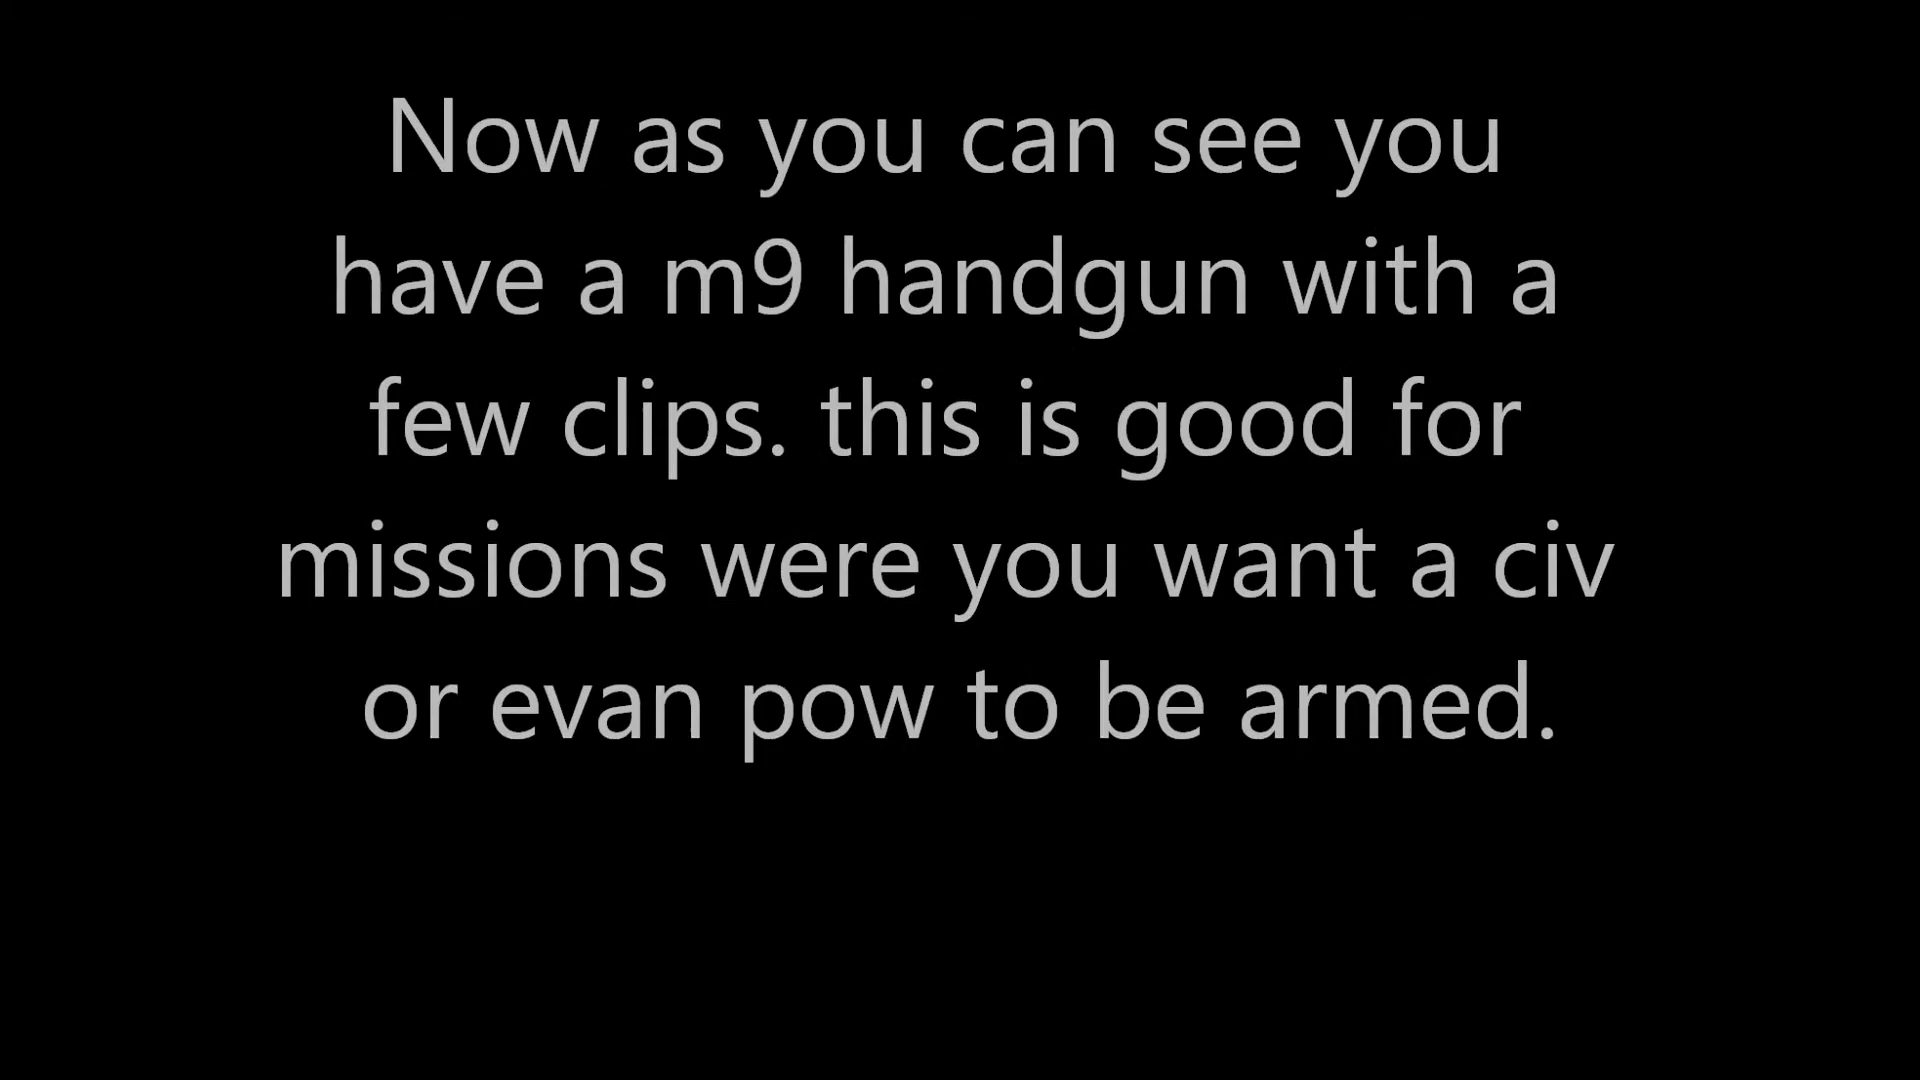 Now as you can see you
have a m9 handgun with a
few clips. this is good for
missions were you want a civ
or evan pow to be armed.